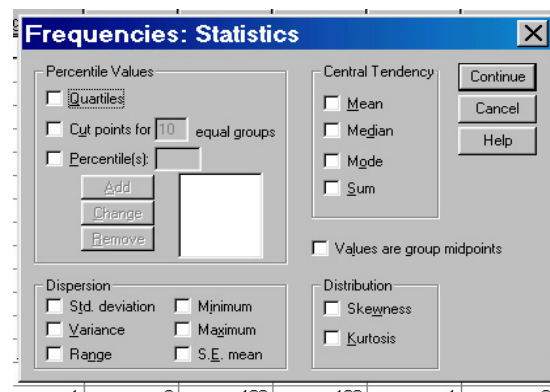 Frequencies: Statistics
Percentile Values
Quartiles
Cut points for 10 equal groups
Percentile(s):
Add
Change
Remove
Central Tendency
Mean
Median
Mode
Sum
Continue
Cancel
Help
Values are group midpoints
Dispersion
Std. deviation
Minimum
Variance
Maximum
Range
S.E. mean
Distribution
Skewness
Kurtosis